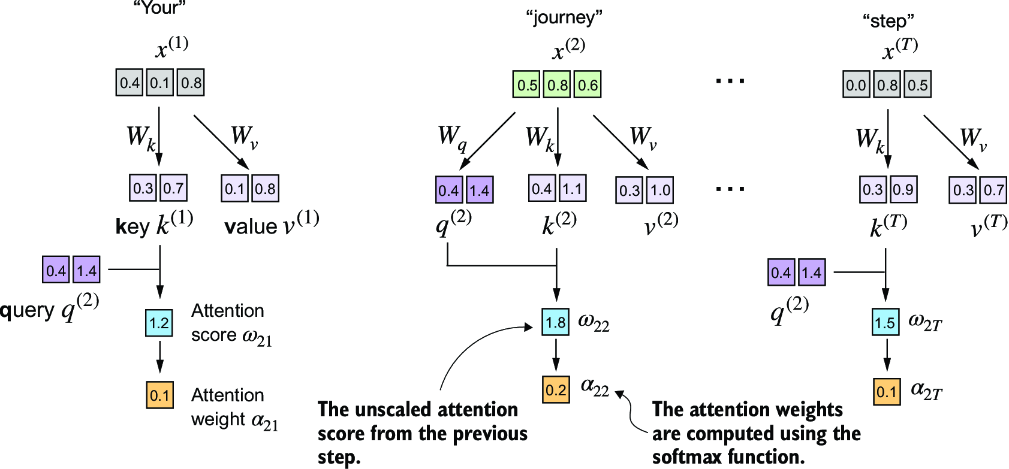 “Your”
“journey”
“step”
x(1)
x(2)
x(T)
0.4 0.1 0.8
0.5 0.8 0.6
...
0.0 0.8 0.5
Wk
Wv
Wq
Wk
Wv
Wk
Wv
0.3 0.7
0.1 0.8
0.4 1.4
0.4 1.1
0.3 1.0
...
0.3 0.9
0.3 0.7
key k(1)
value v(1)
q(2)
k(2)
v(2)
k(T)
v(T)
0.4 1.4
query q(2)
0.4 1.4
q(2)
1.2
Attention
score ω21
1.8
ω22
1.5
ω2T
0.1
Attention
weight α21
0.2
α22
0.1
α2T
The unscaled attention
score from the previous
step.
The attention weights
are computed using the
softmax function.